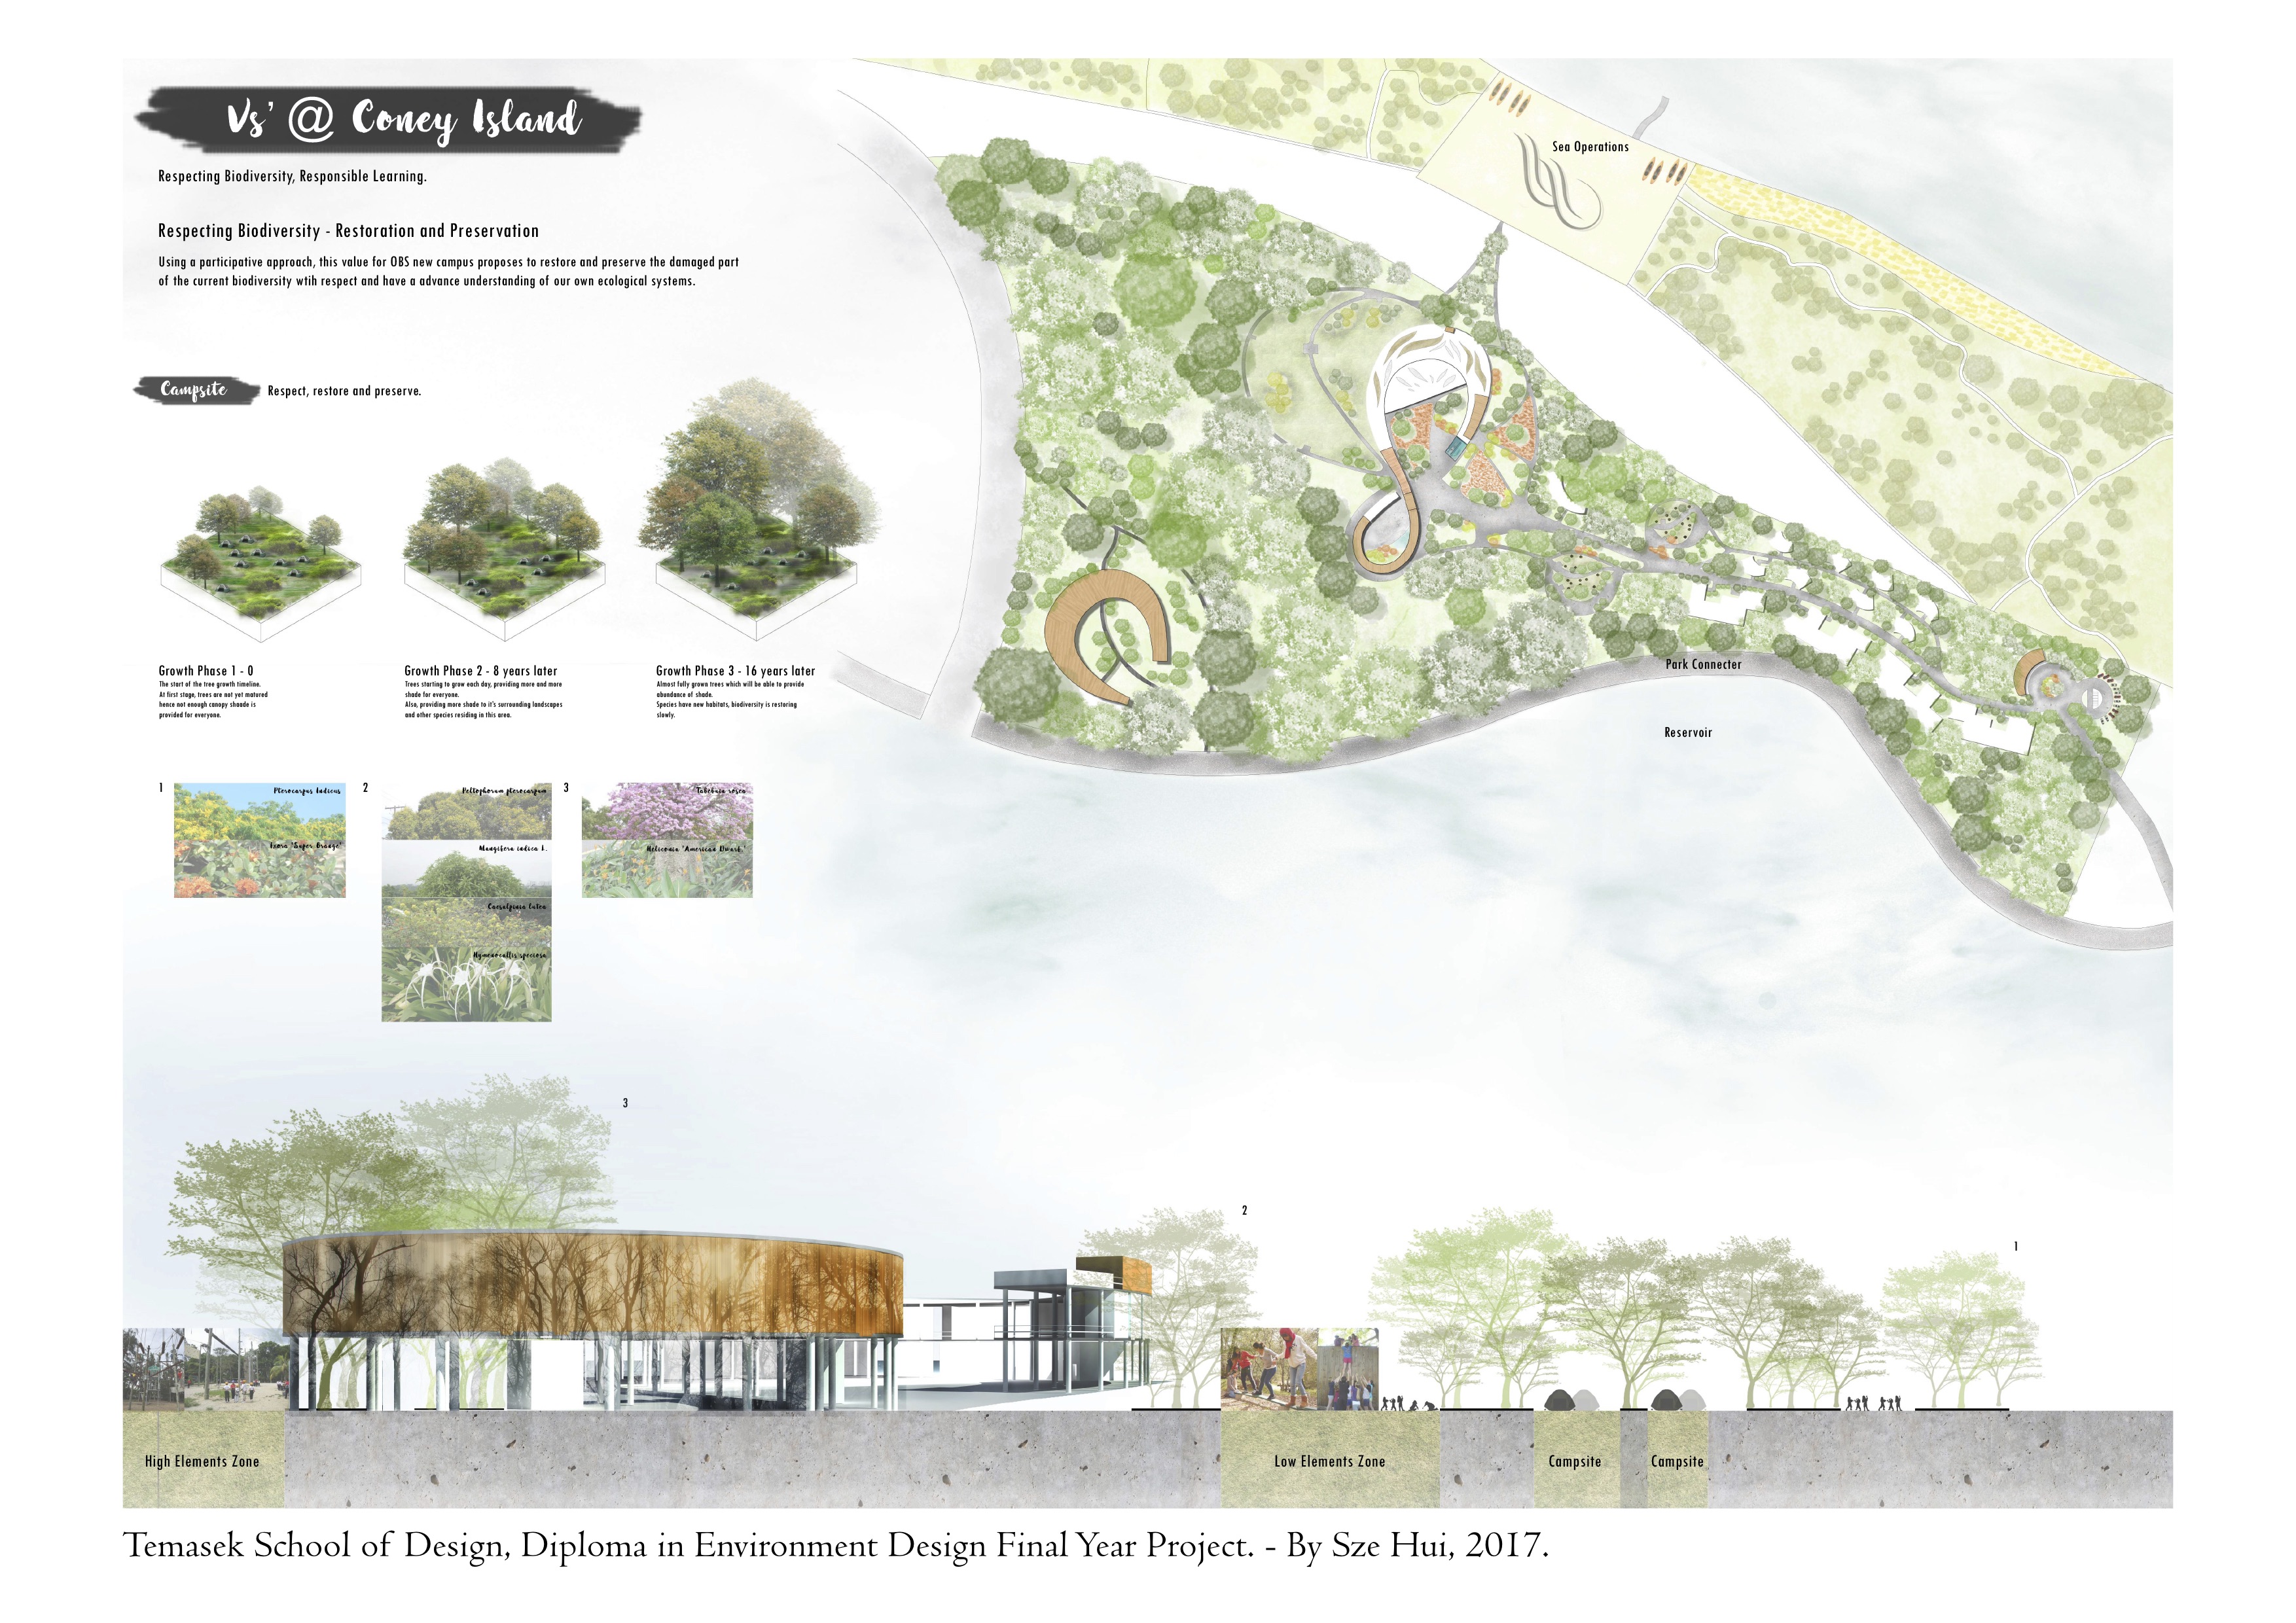 Vs' @ Coney Island
Respecting Biodiversity, Responsible Learning.
Respecting Biodiversity - Restoration and Preservation
Using a participative approach, this value for OBS new campus proposes to restore and preserve the damaged part
of the current biodiversity wtih respect and have a advance understanding of our own ecological systems.
Campsite
Respect, restore and preserve.
Growth Phase 1 - 0
The start of the tree growth timeline.
At first stage, trees are not yet matured
hence not enough canopy shaade is
provided for everyone.
Growth Phase 2 - 8 years later
Trees starting to grow each day, providing more and more
shade for everyone.
Also, providing more shade to it's surrounding landscapes
and other species residing in this area.
Growth Phase 3 - 16 years later
Almost fully grown trees which will be able to provide
abundance of shade.
Species have new habitats, biodiversity is restoring
slowly.
1
Pterocarpus Indicus
Ixora 'Super Orange'
2
Peltophorum pterocarpum
Mangifera indica L.
Caesalpinia lutea
Hymenocallis speciosa
3
Tabebuia rosea
Heliconia 'American Dwarf'
Sea Operations
Park Connecter
Reservoir
3
2
1
High Elements Zone
Low Elements Zone
Campsite
Campsite
Temasek School of Design, Diploma in Environment Design Final Year Project. - By Sze Hui, 2017.